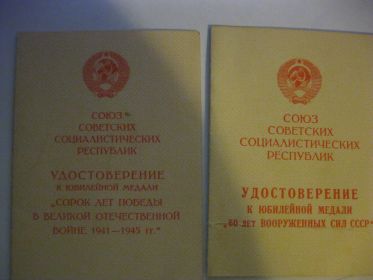 СОЮЗ
СОВЕТСКИХ
СОЦИАЛИСТИЧЕСКИХ
РЕСПУБЛИК
УДОСТОВЕРЕНИЕ
К ЮБИЛЕЙНОЙ МЕДАЛИ
„СОРОК ЛЕТ ПОБЕДЫ
В ВЕЛИКОЙ ОТЕЧЕСТВЕННОЙ
ВОЙНЕ 1941—1945 гг.“
СОЮЗ
СОВЕТСКИХ
СОЦИАЛИСТИЧЕСКИХ
РЕСПУБЛИК
УДОСТОВЕРЕНИЕ
К ЮБИЛЕЙНОЙ МЕДАЛИ
„60 ЛЕТ ВООРУЖЕННЫХ СИЛ СССР“